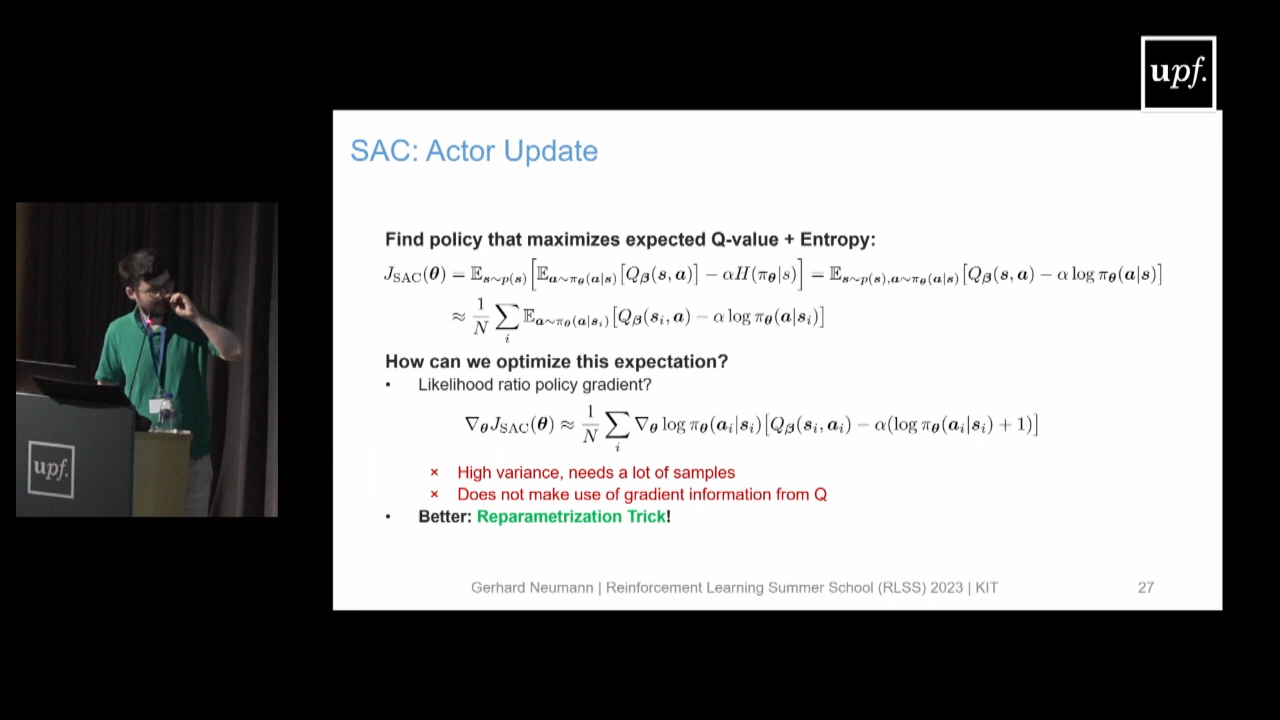 upf.
SAC: Actor Update
Find policy that maximizes expected Q-value + Entropy:
J_SAC(θ) = 𝔼_{s∼p(s)}[𝔼_{a∼π_θ(a|s)}[Q_β(s, a)] − αH(π_θ|s)] = 𝔼_{s∼p(s),a∼π_θ(a|s)}[Q_β(s, a) − α log π_θ(a|s)]
≈ 1/N ∑_i 𝔼_{a∼π_θ(a|s_i)}[Q_β(s_i, a) − α log π_θ(a|s_i)]
How can we optimize this expectation?
• Likelihood ratio policy gradient?
∇_θ J_SAC(θ) ≈ 1/N ∑_i ∇_θ log π_θ(a_i|s_i)[Q_β(s_i, a_i) − α(log π_θ(a_i|s_i) + 1)]
× High variance, needs a lot of samples
× Does not make use of gradient information from Q
• Better: Reparametrization Trick!
Gerhard Neumann | Reinforcement Learning Summer School (RLSS) 2023 | KIT 27
upf.